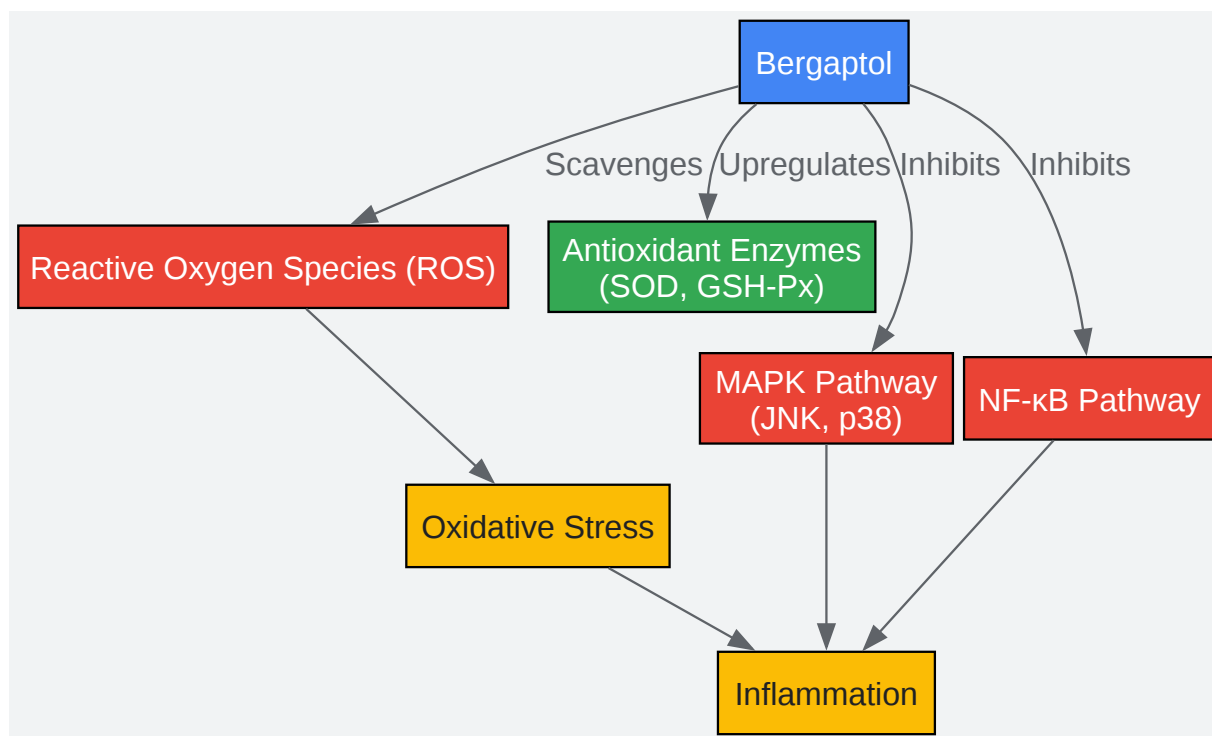 Bergaptol
Scavenges
Upregulates
Inhibits
Inhibits
Reactive Oxygen Species (ROS)
Antioxidant Enzymes
(SOD, GSH-Px)
MAPK Pathway
(JNK, p38)
NF-κB Pathway
Oxidative Stress
Inflammation